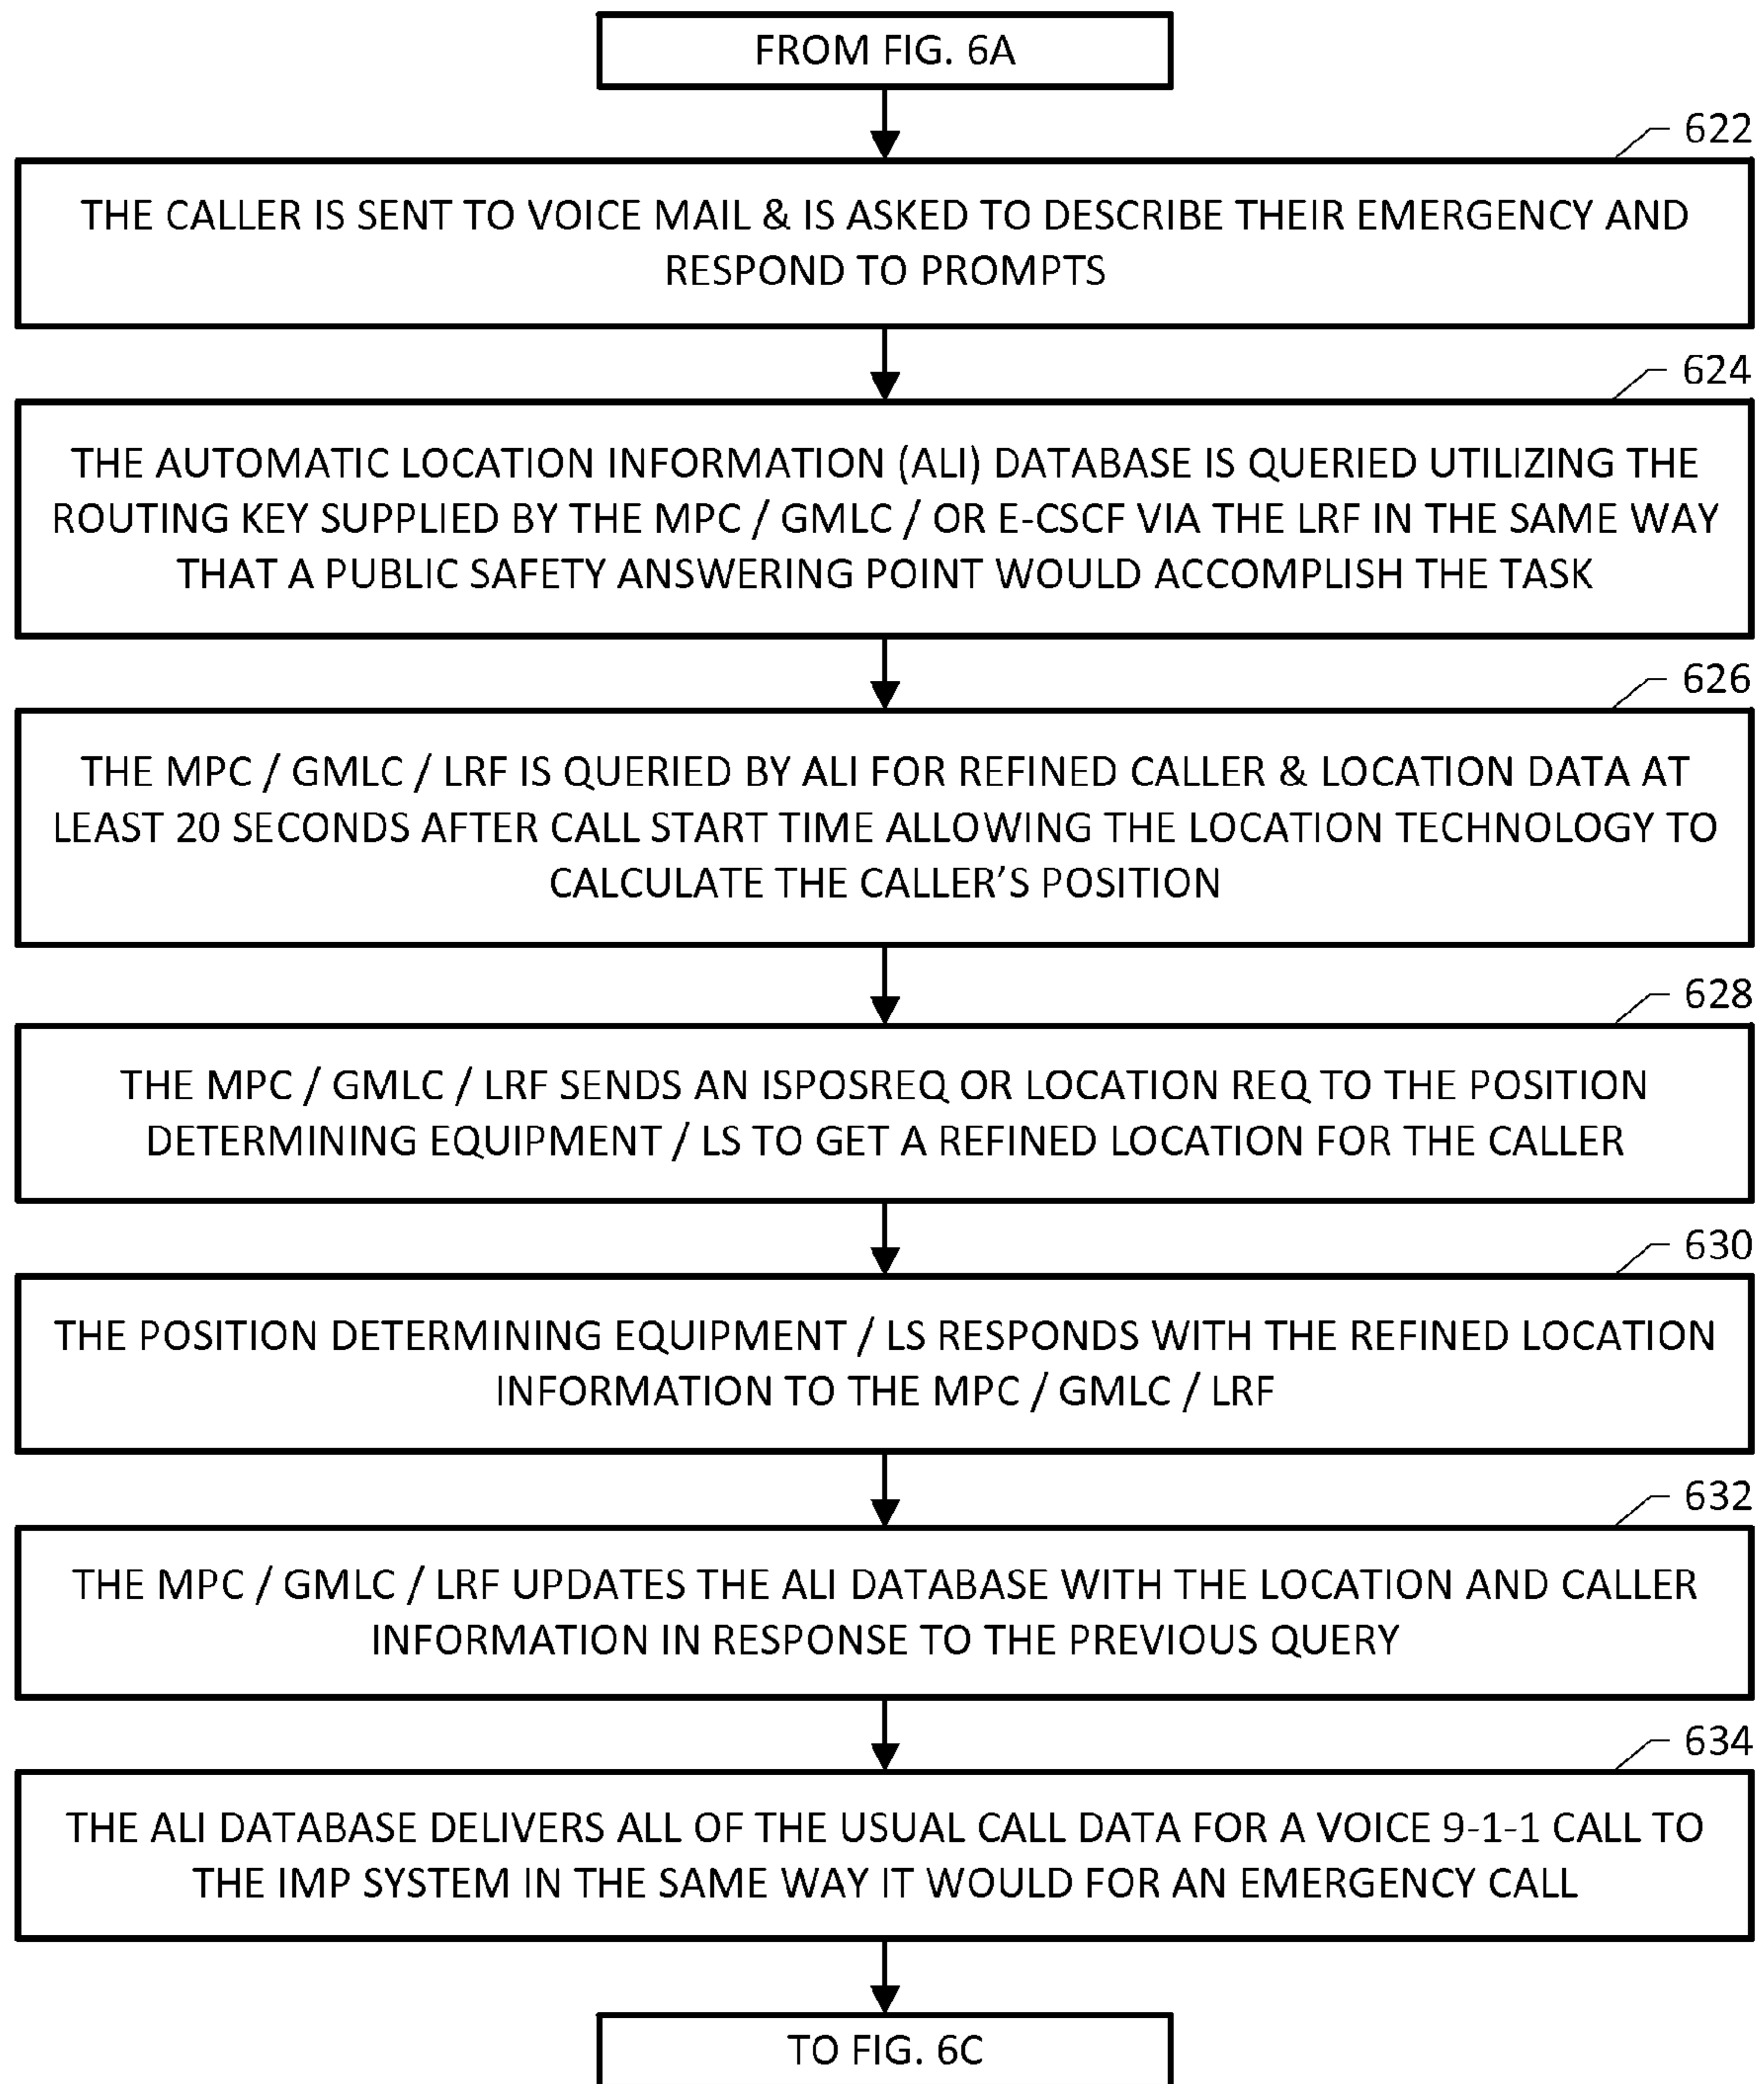 FROM FIG. 6A
622
THE CALLER IS SENT TO VOICE MAIL & IS ASKED TO DESCRIBE THEIR EMERGENCY AND
RESPOND TO PROMPTS
624
THE AUTOMATIC LOCATION INFORMATION (ALI) DATABASE IS QUERIED UTILIZING THE
ROUTING KEY SUPPLIED BY THE MPC / GMLC / OR E-CSCF VIA THE LRF IN THE SAME WAY
THAT A PUBLIC SAFETY ANSWERING POINT WOULD ACCOMPLISH THE TASK
626
THE MPC / GMLC / LRF IS QUERIED BY ALI FOR REFINED CALLER & LOCATION DATA AT
LEAST 20 SECONDS AFTER CALL START TIME ALLOWING THE LOCATION TECHNOLOGY TO
CALCULATE THE CALLER’S POSITION
628
THE MPC / GMLC / LRF SENDS AN ISPOSREQ OR LOCATION REQ TO THE POSITION
DETERMINING EQUIPMENT / LS TO GET A REFINED LOCATION FOR THE CALLER
630
THE POSITION DETERMINING EQUIPMENT / LS RESPONDS WITH THE REFINED LOCATION
INFORMATION TO THE MPC / GMLC / LRF
632
THE MPC / GMLC / LRF UPDATES THE ALI DATABASE WITH THE LOCATION AND CALLER
INFORMATION IN RESPONSE TO THE PREVIOUS QUERY
634
THE ALI DATABASE DELIVERS ALL OF THE USUAL CALL DATA FOR A VOICE 9-1-1 CALL TO
THE IMP SYSTEM IN THE SAME WAY IT WOULD FOR AN EMERGENCY CALL
TO FIG. 6C